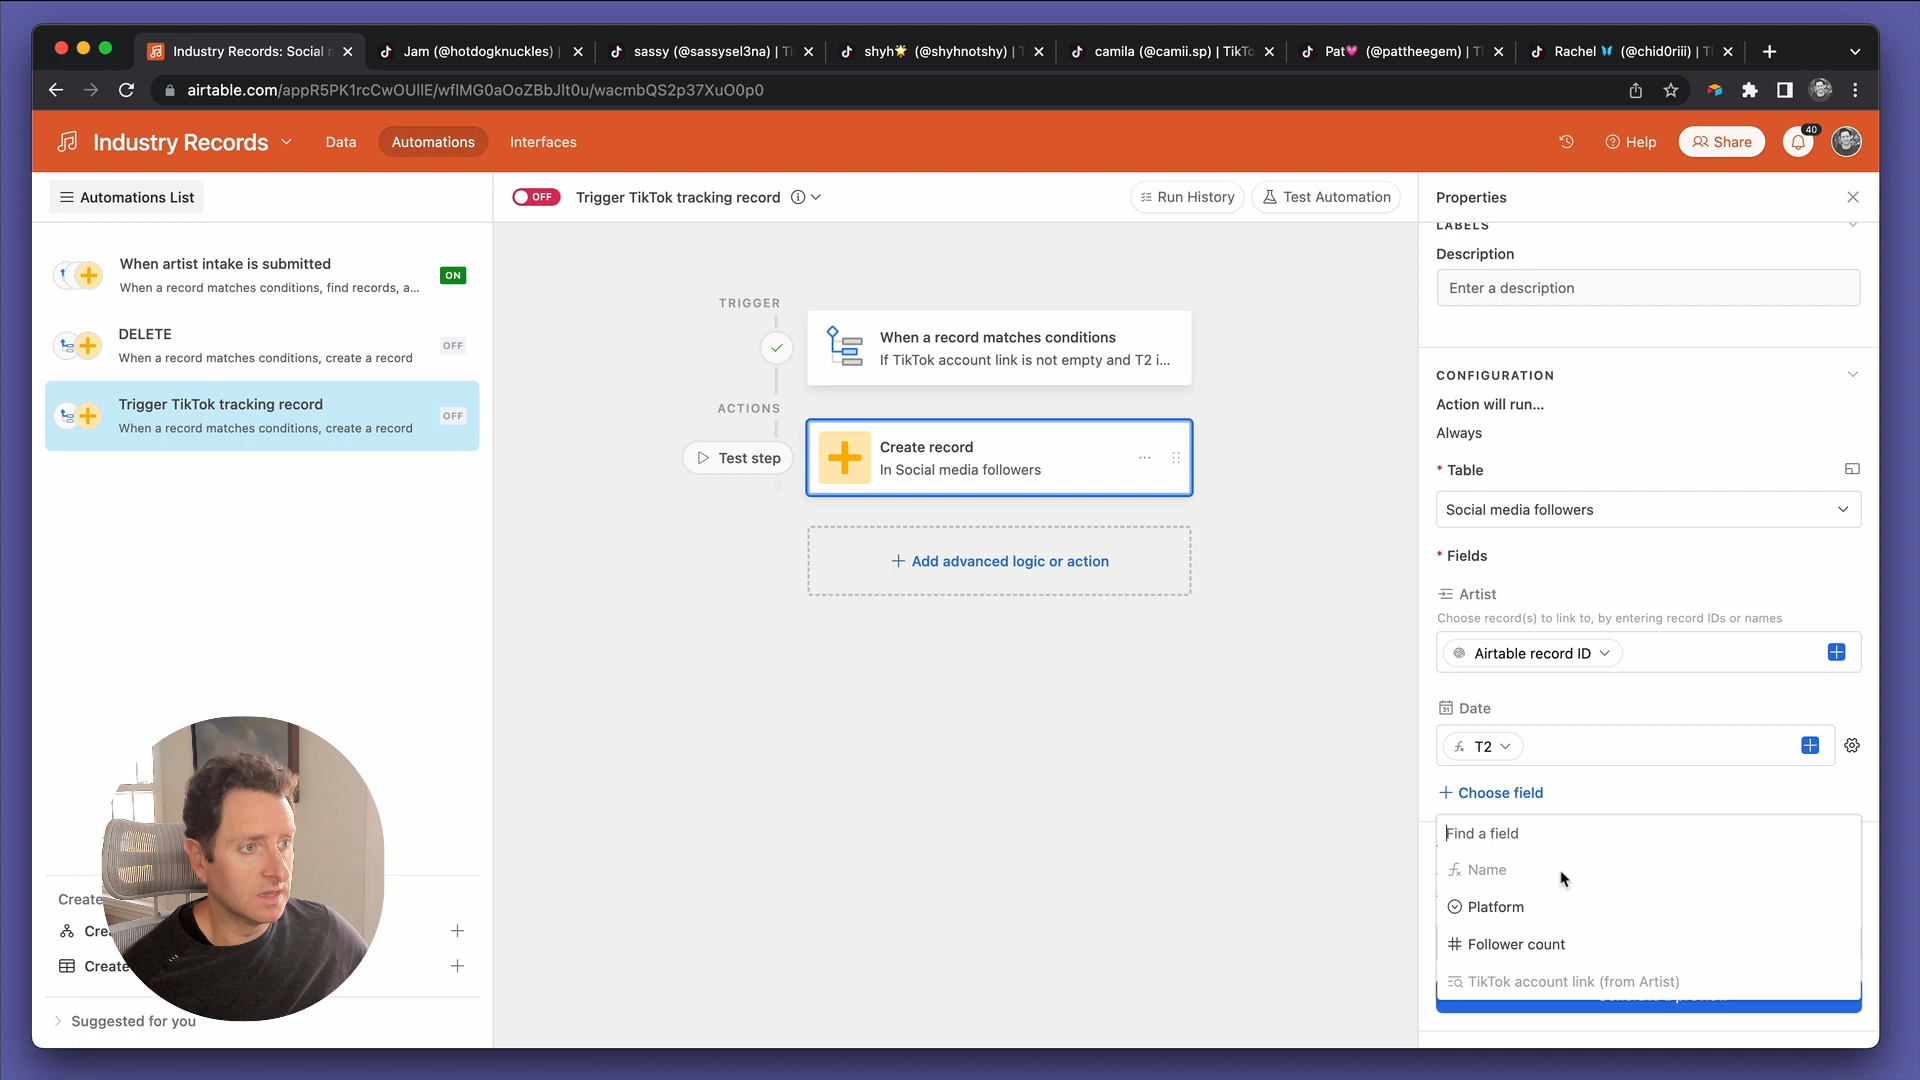 Industry Records: Social
Jam (@hotdogknuckles) |
sassy (@sassysel3na) | Ti
shyh🌟 (@shyhnotshy) | T
camila (@camii.sp) | TikTo
Pat💗 (@pattheegem) | Ti
Rachel 🦋 (@chid0riii) | Ti
airtable.com/appR5PK1rcCwOUIlE/wflMG0aOoZBbJlt0u/wacmbQS2p37XuO0p0
Industry Records
Data
Automations
Interfaces
Help
Share
40
Automations List
OFF
Trigger TikTok tracking record
Run History
Test Automation
Properties
When artist intake is submitted
When a record matches conditions, find records, a...
ON
DELETE
When a record matches conditions, create a record
OFF
Trigger TikTok tracking record
When a record matches conditions, create a record
OFF
Create
Crea
Create
Suggested for you
TRIGGER
When a record matches conditions
If TikTok account link is not empty and T2 i...
ACTIONS
Test step
Create record
In Social media followers
+ Add advanced logic or action
LABELS
Description
Enter a description
CONFIGURATION
Action will run...
Always
* Table
Social media followers
* Fields
Artist
Choose record(s) to link to, by entering record IDs or names
Airtable record ID
Date
T2
+ Choose field
Find a field
Name
Platform
Follower count
TikTok account link (from Artist)